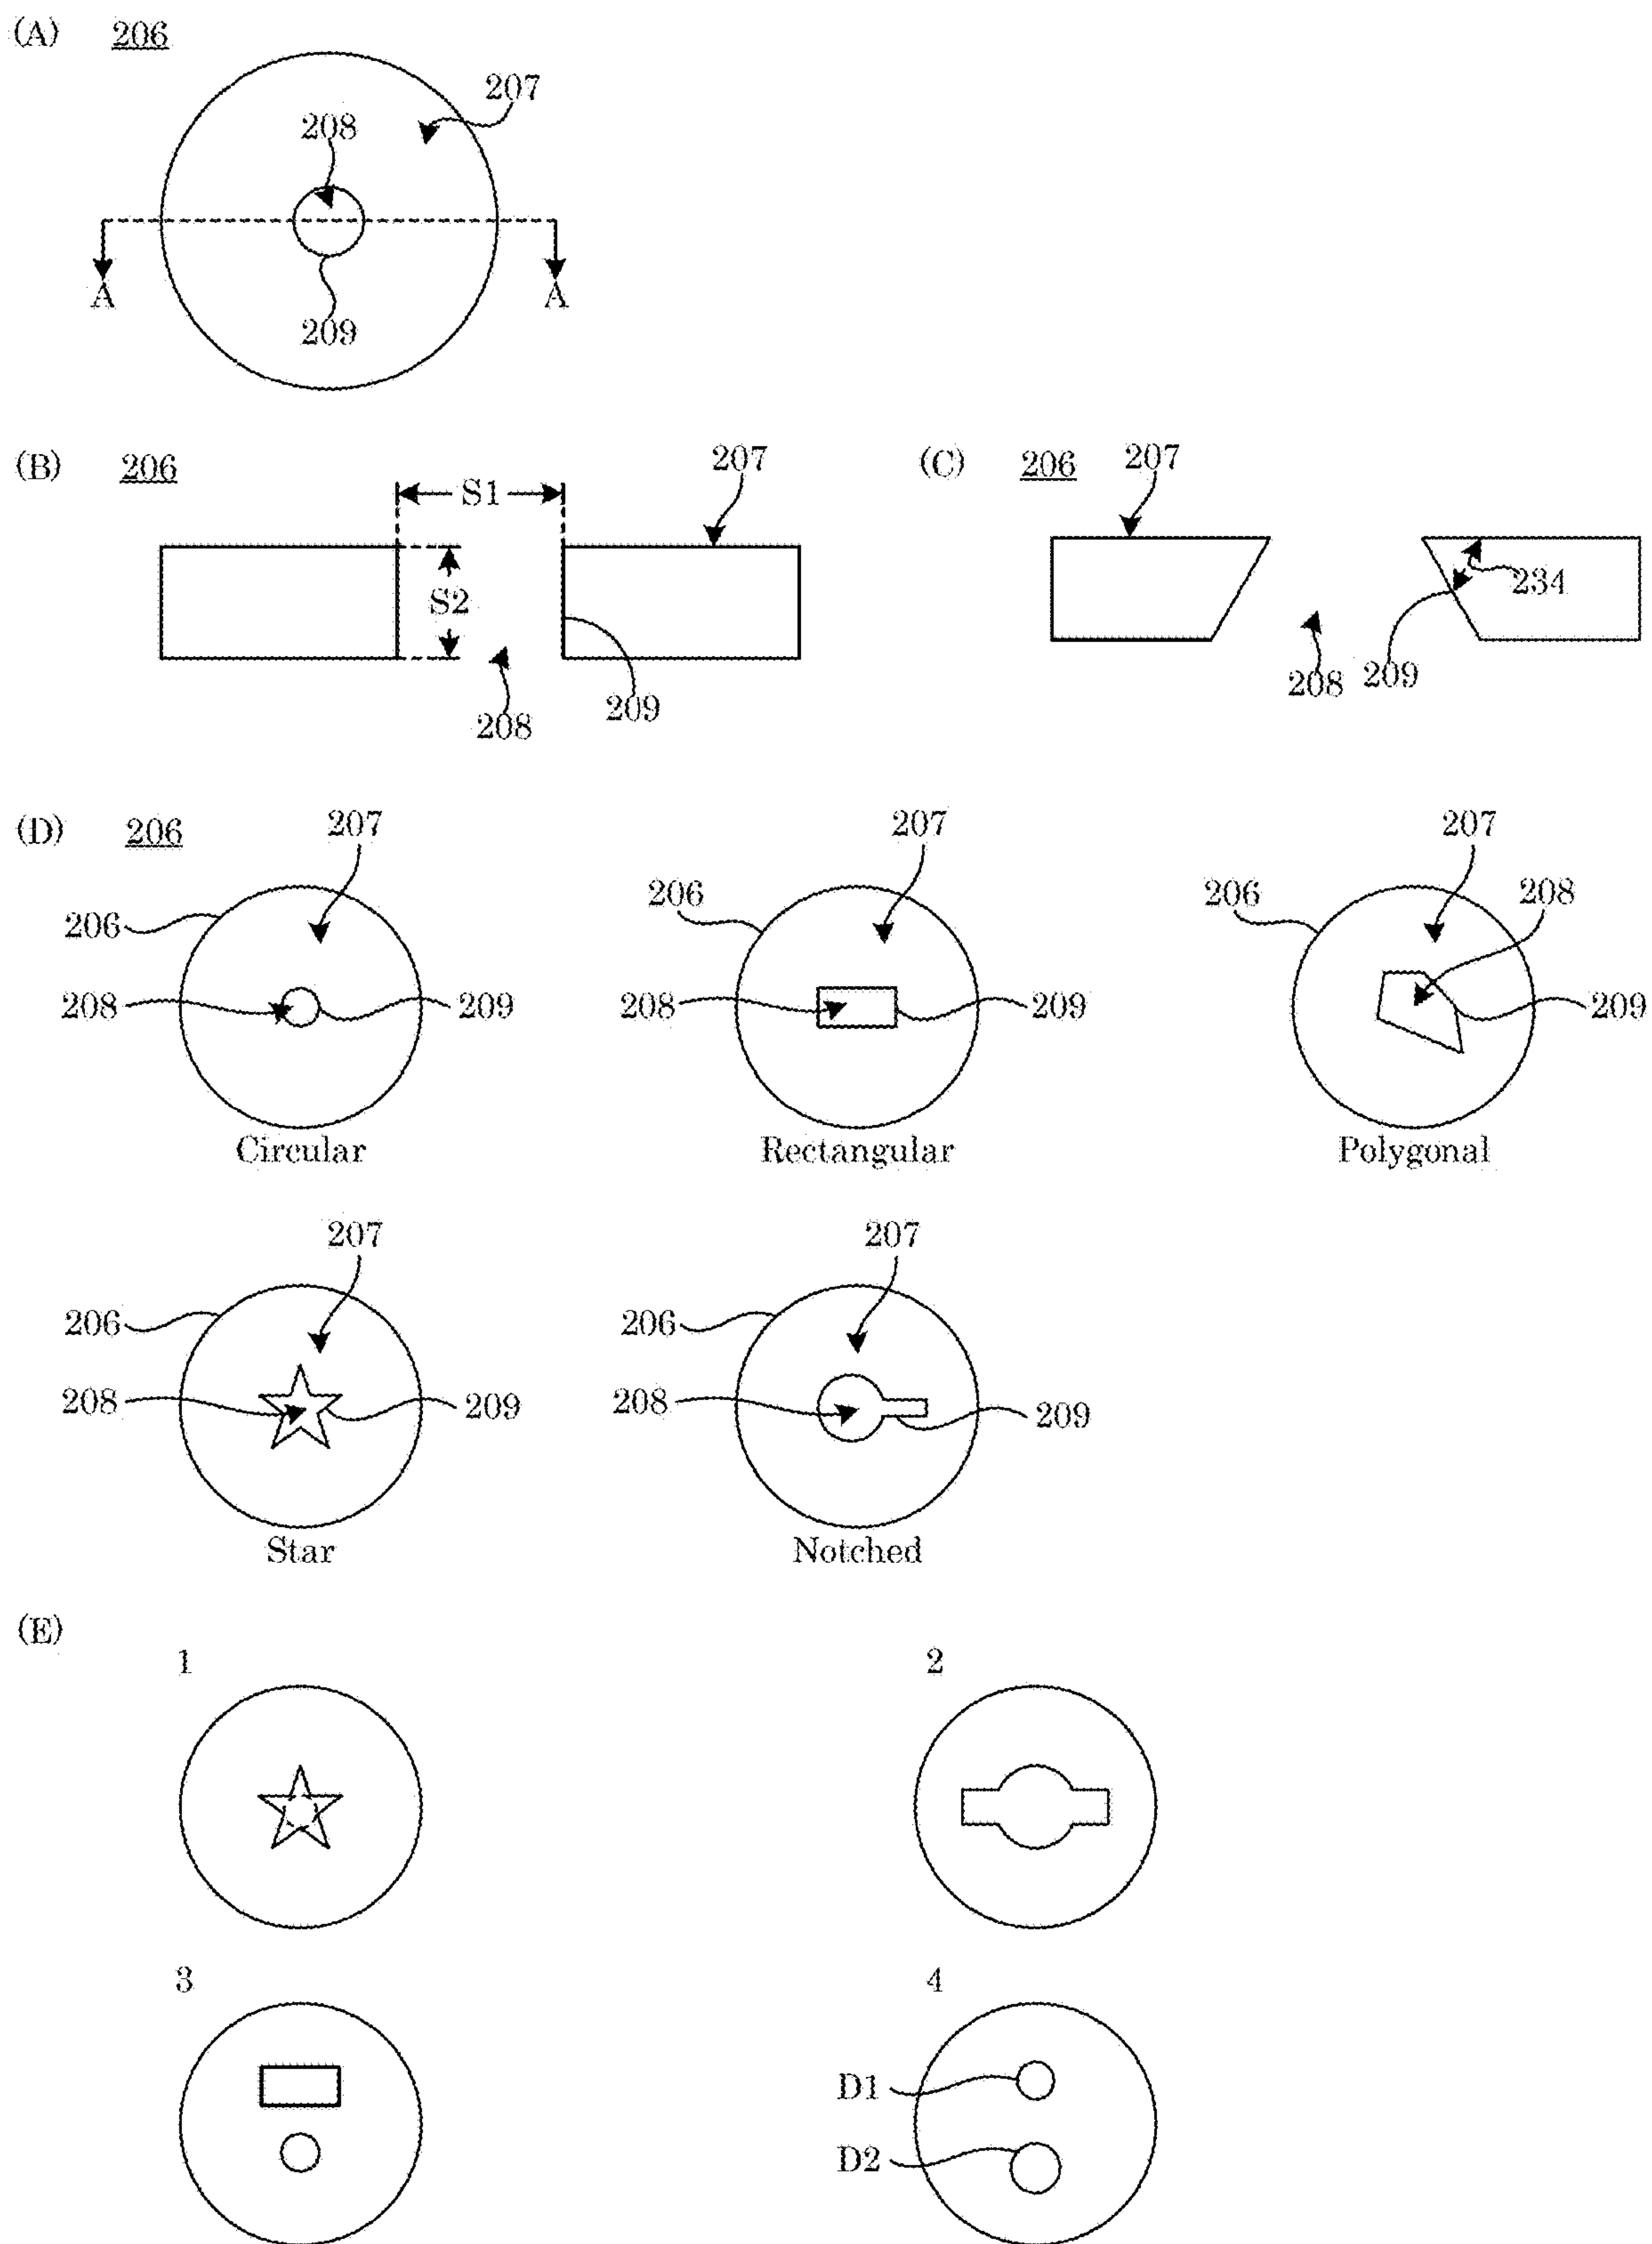 (A) 206
207
208
A A
209
(B) 206 207 (C) 206 207
S1
S2 234
209 208 209
208
(D) 206 207 207 207
206 206 206 208
208 209 208 209 209
Circular Rectangular Polygonal
207 207
206 206
208 209 208 209
Star Notched
(E)
1 2
3 4
D1
D2